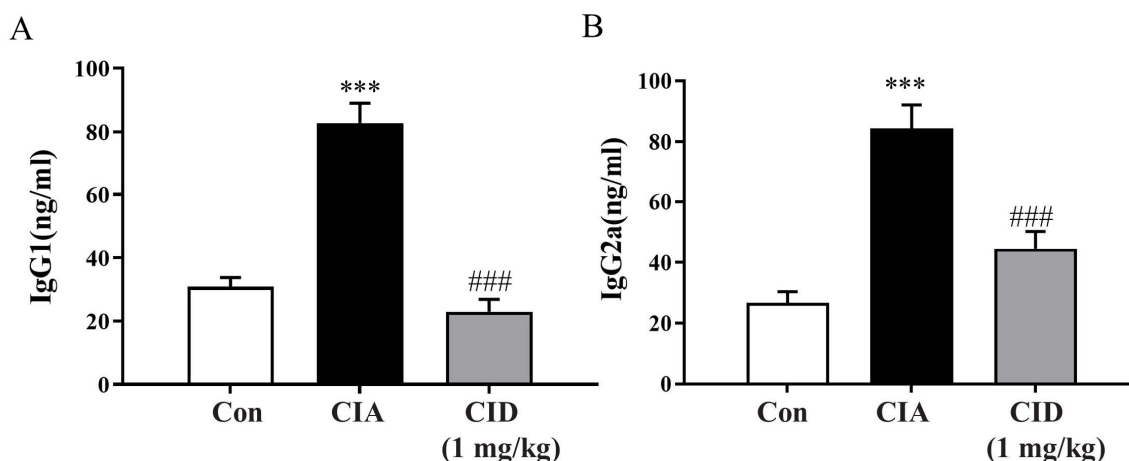 A
IgG1(ng/ml)
100
80
60
40
20
0
***
###
Con
CIA
CID
(1 mg/kg)
B
IgG2a(ng/ml)
100
80
60
40
20
0
***
###
Con
CIA
CID
(1 mg/kg)